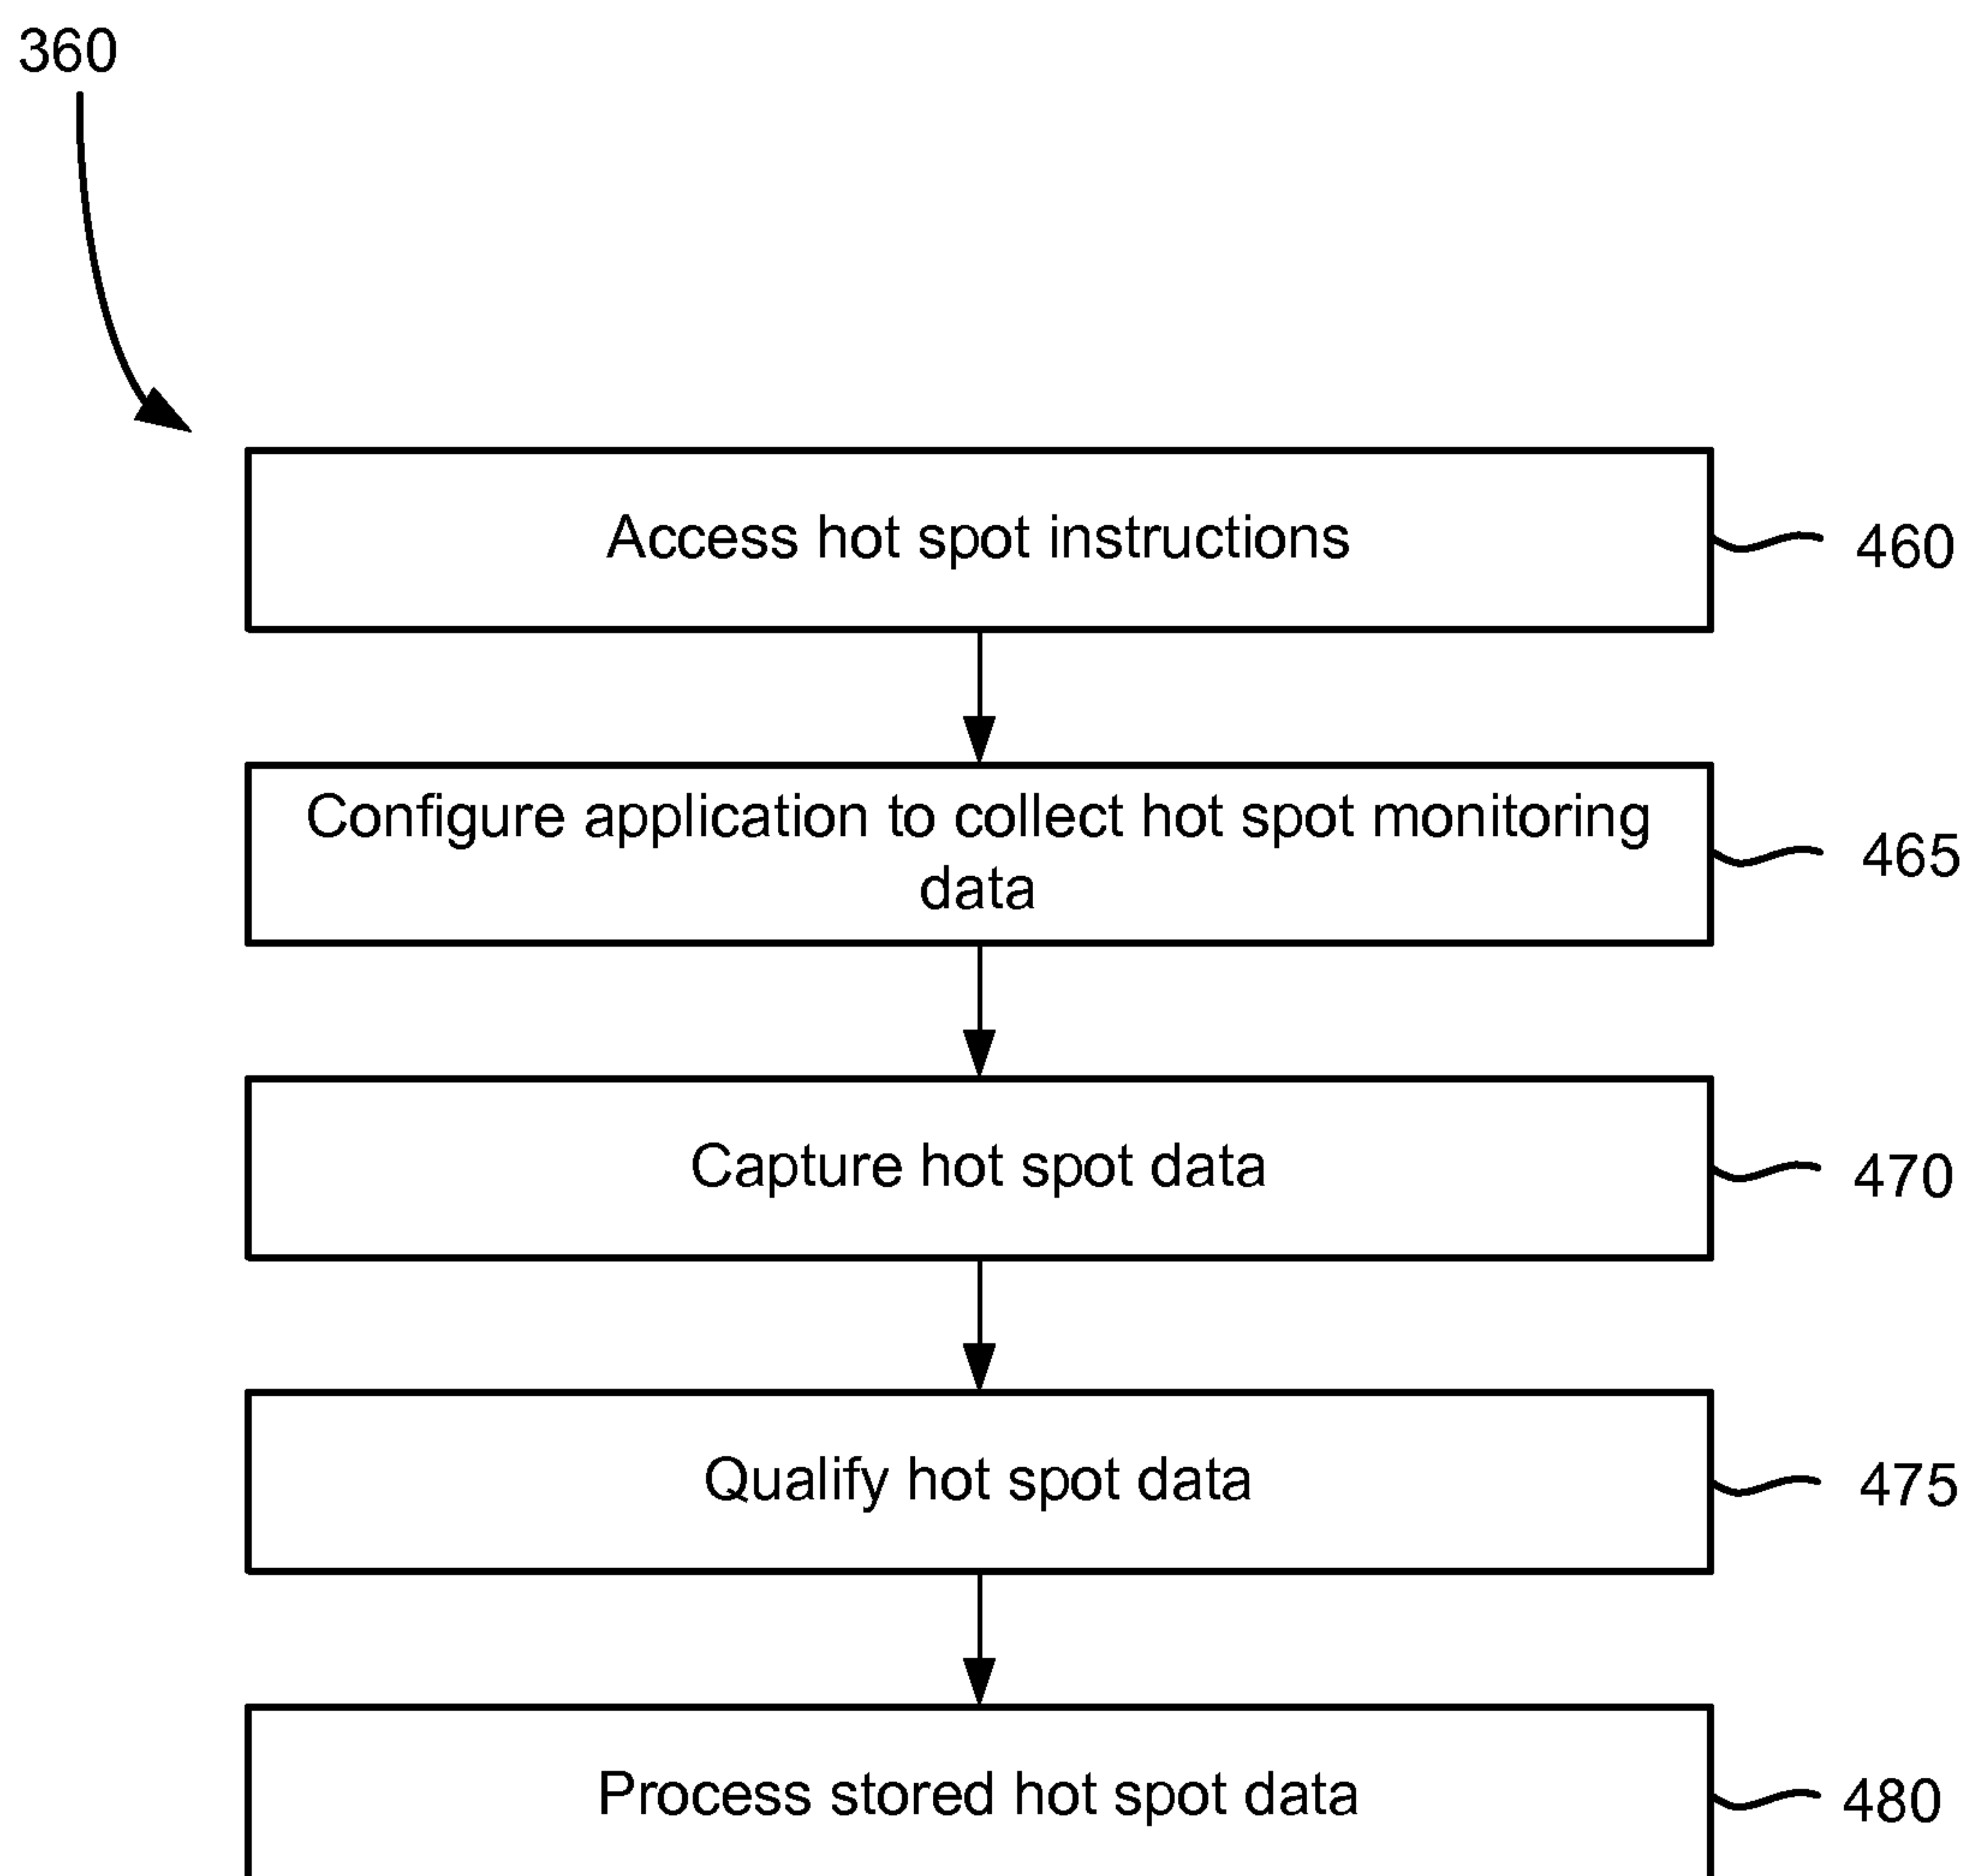 360
Access hot spot instructions
460
Configure application to collect hot spot monitoring
data
465
Capture hot spot data
470
Qualify hot spot data
475
Process stored hot spot data
480